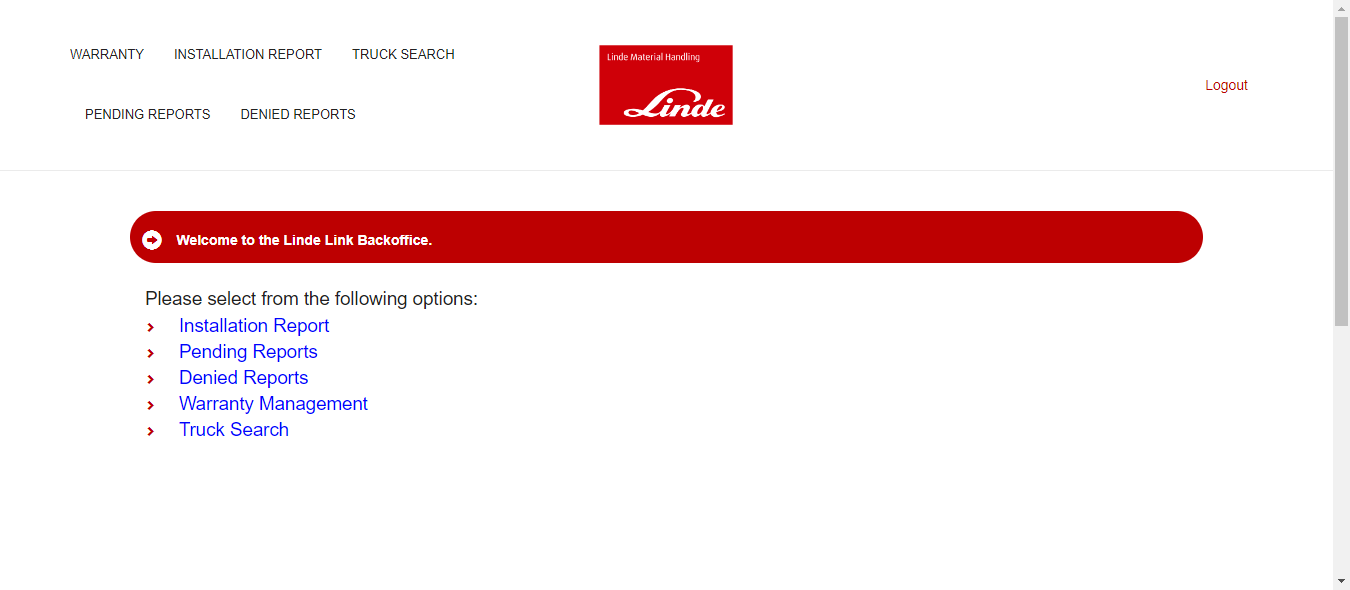 WARRANTY INSTALLATION REPORT TRUCK SEARCH
PENDING REPORTS DENIED REPORTS
Linde Material Handling
Linde
Logout
Welcome to the Linde Link Backoffice.
Please select from the following options:
Installation Report
Pending Reports
Denied Reports
Warranty Management
Truck Search